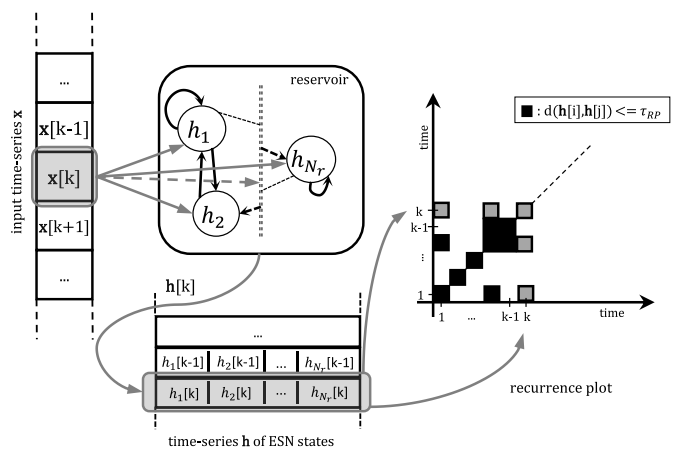 input time-series x
...
x[k-1]
x[k]
x[k+1]
...
reservoir
h1
h2
hNr
h[k]
...
h1[k-1] h2[k-1] ... hNr[k-1]
h1[k] h2[k] ... hNr[k]
time-series h of ESN states
: d(h[i],h[j]) <= τRP
time
k
k-1
...
1
1 ... k-1 k
time
recurrence plot